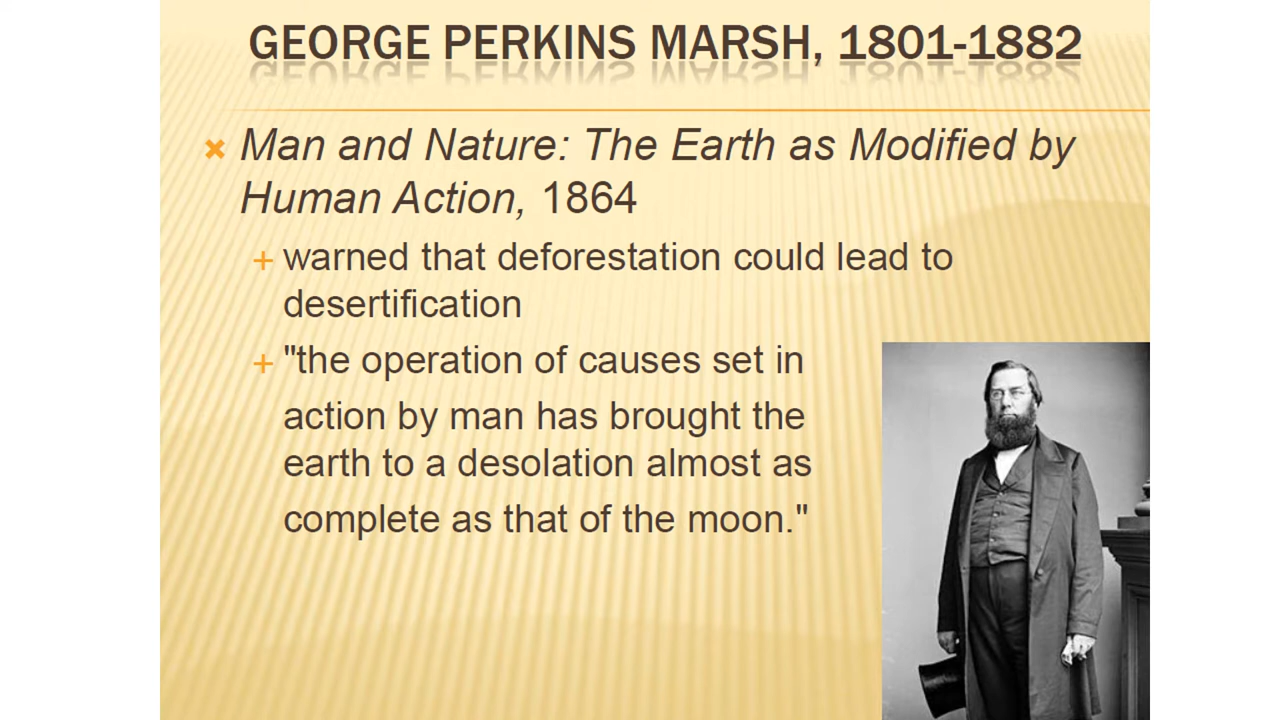 GEORGE PERKINS MARSH, 1801-1882
Man and Nature: The Earth as Modified by
Human Action, 1864
warned that deforestation could lead to
desertification
"the operation of causes set in
action by man has brought the
earth to a desolation almost as
complete as that of the moon."